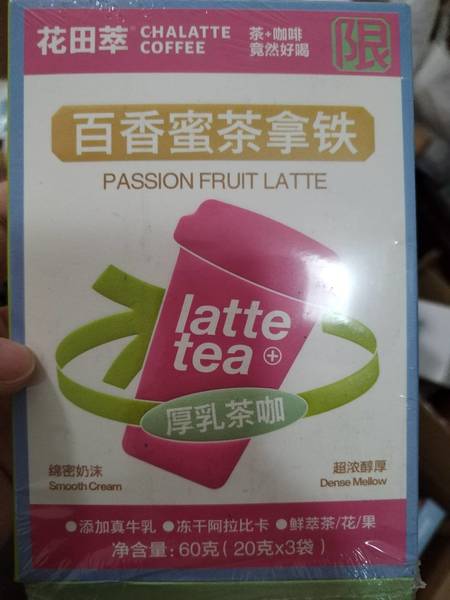 花田萃® CHALATTE COFFEE
茶+咖啡
竟然好喝
限
百香蜜茶拿铁
PASSION FRUIT LATTE
latte
tea +
厚乳茶咖
绵密奶沫
Smooth Cream
超浓醇厚
Dense Mellow
●添加真牛乳 ●冻干阿拉比卡 ●鲜萃茶/花/果
净含量:60克(20克x3袋)